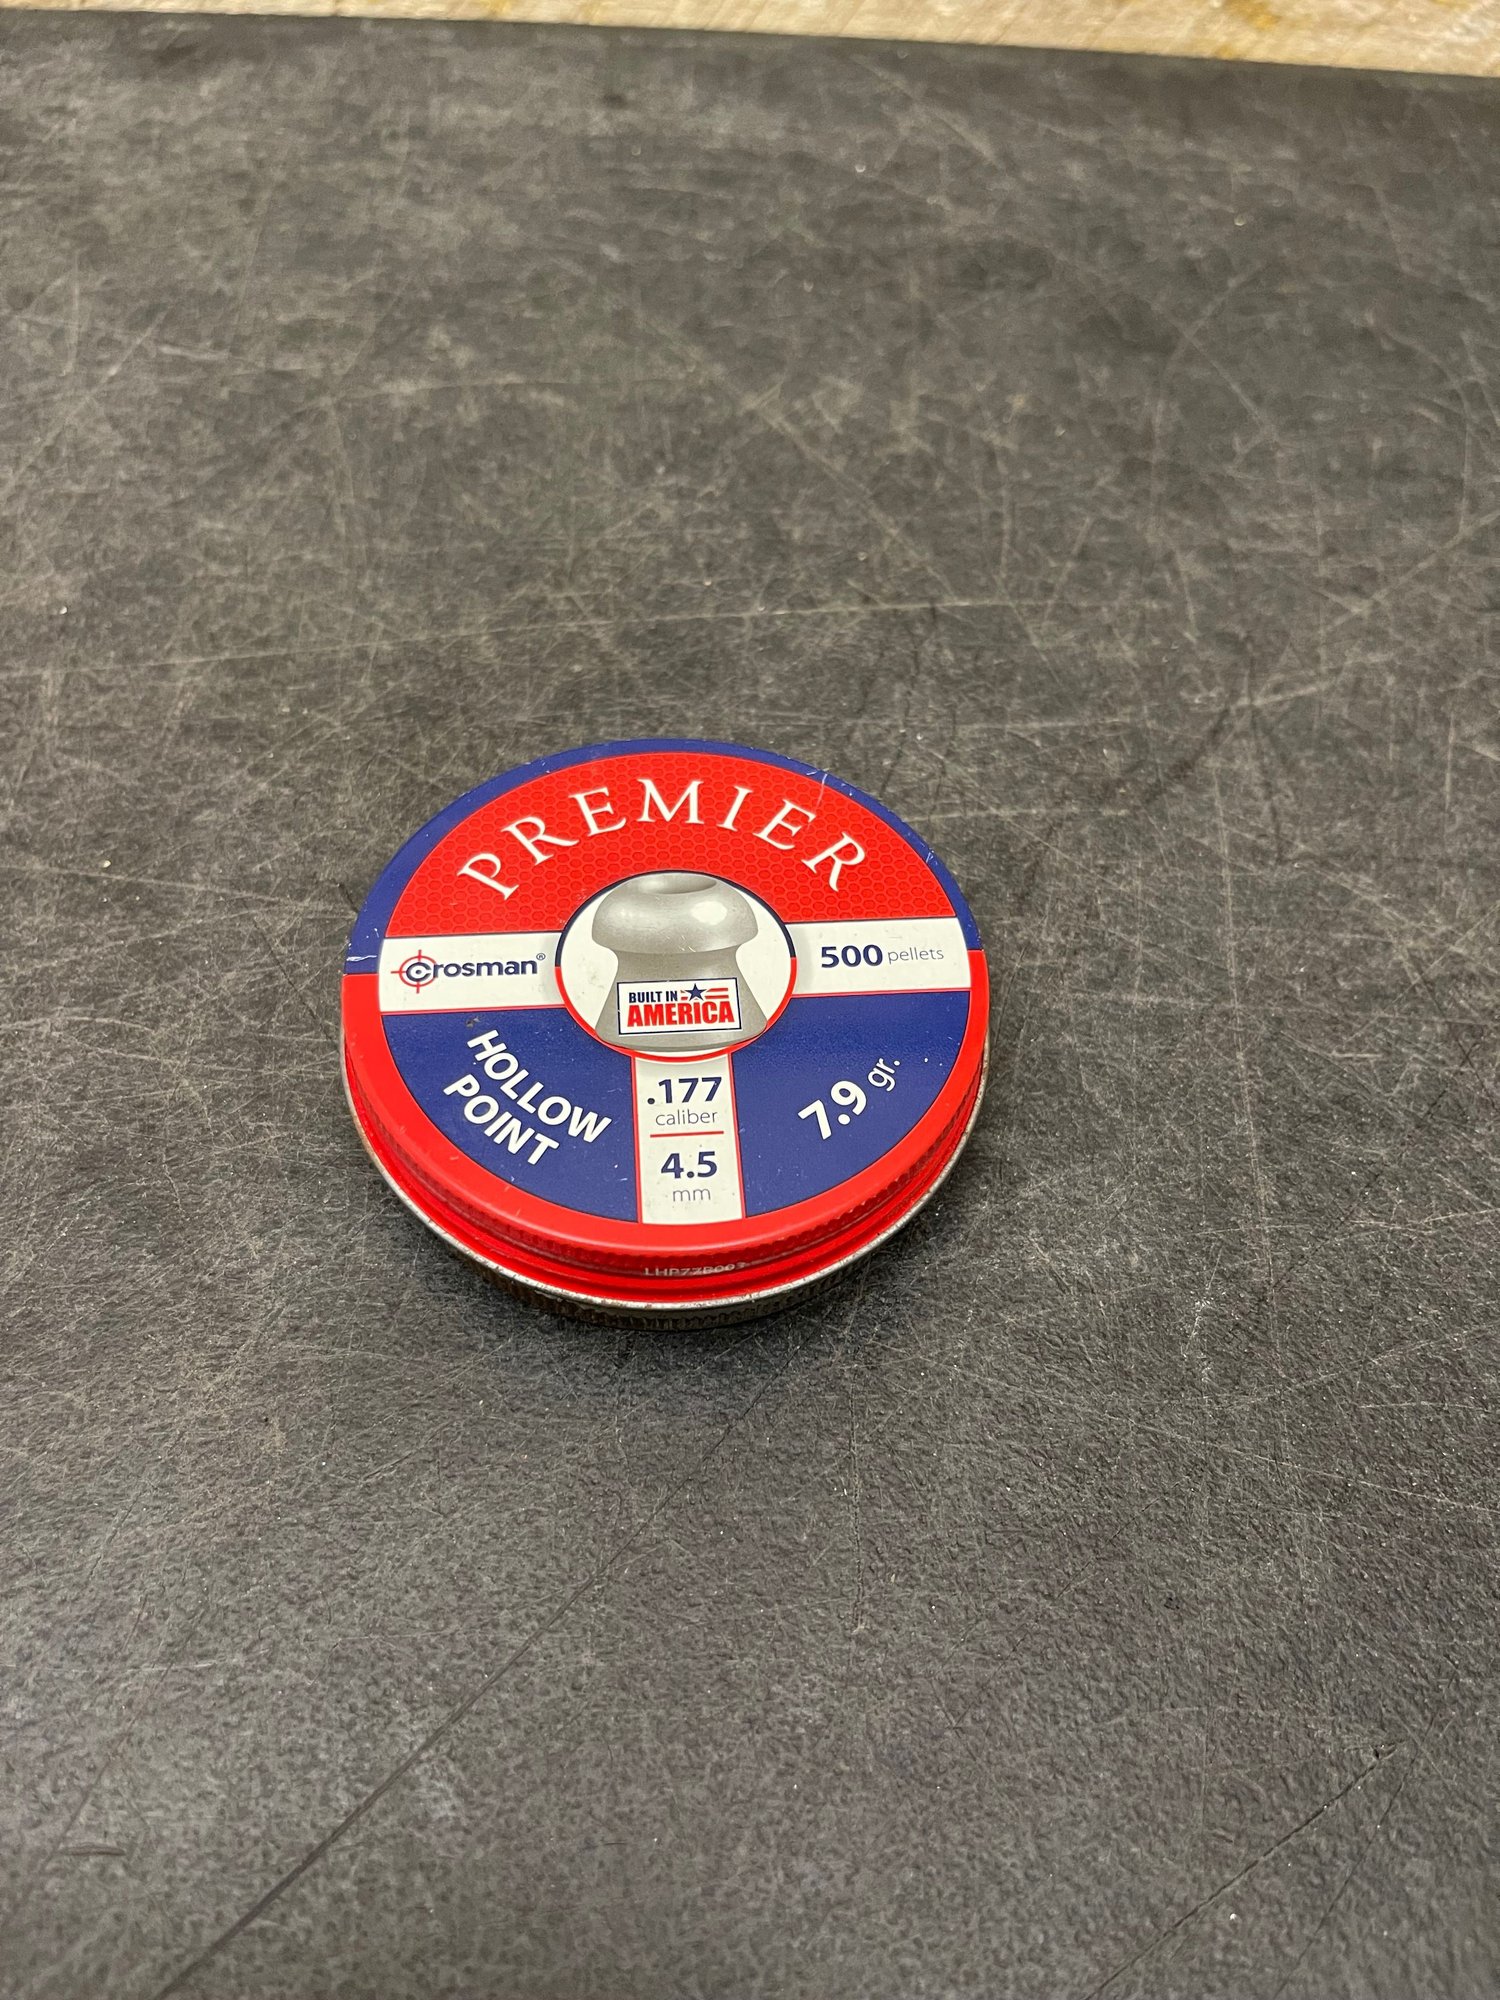 PREMIER
crosman®
500 pellets
BUILT IN
AMERICA
HOLLOW
POINT
.177
caliber
4.5
mm
7.9 gr.